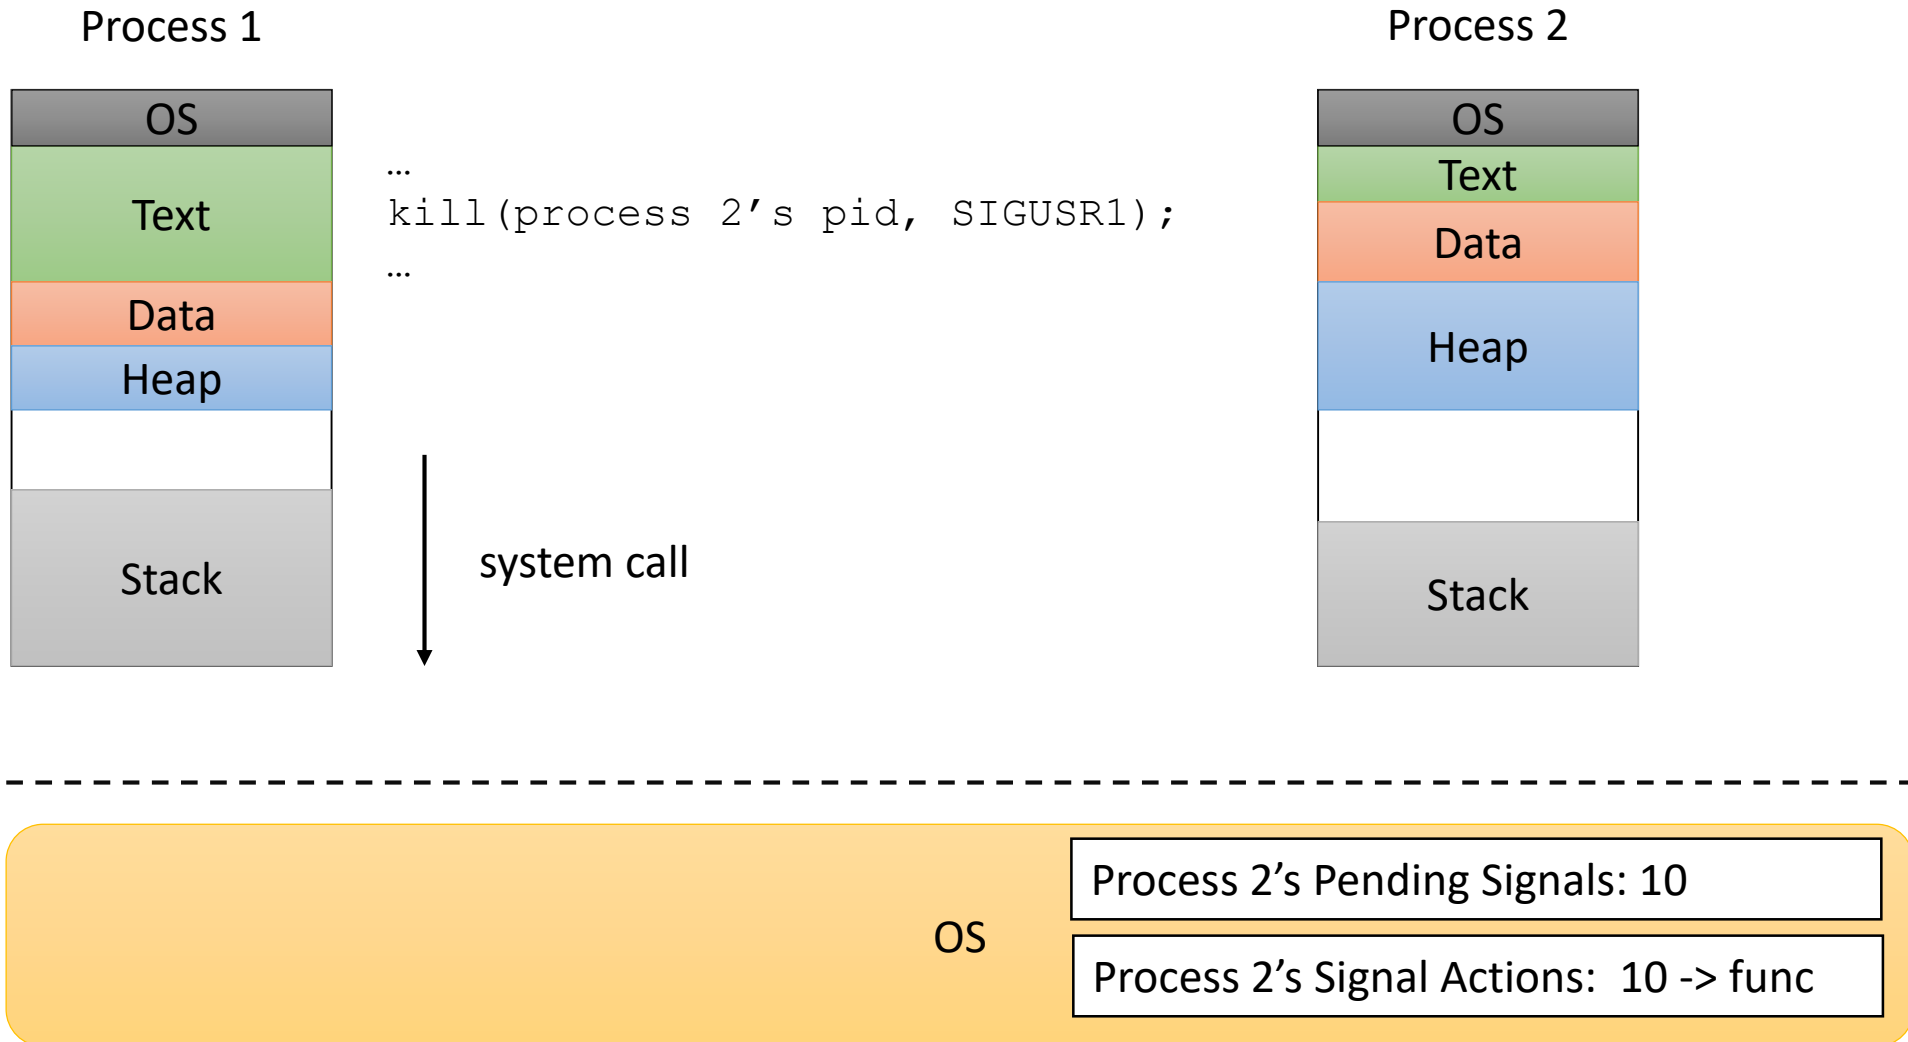 Process 1
Process 2
OS
Text
Data
Heap
Stack
…
kill(process 2’s pid, SIGUSR1);
…
system call
OS
Text
Data
Heap
Stack
OS
Process 2’s Pending Signals: 10
Process 2’s Signal Actions:  10 -> func